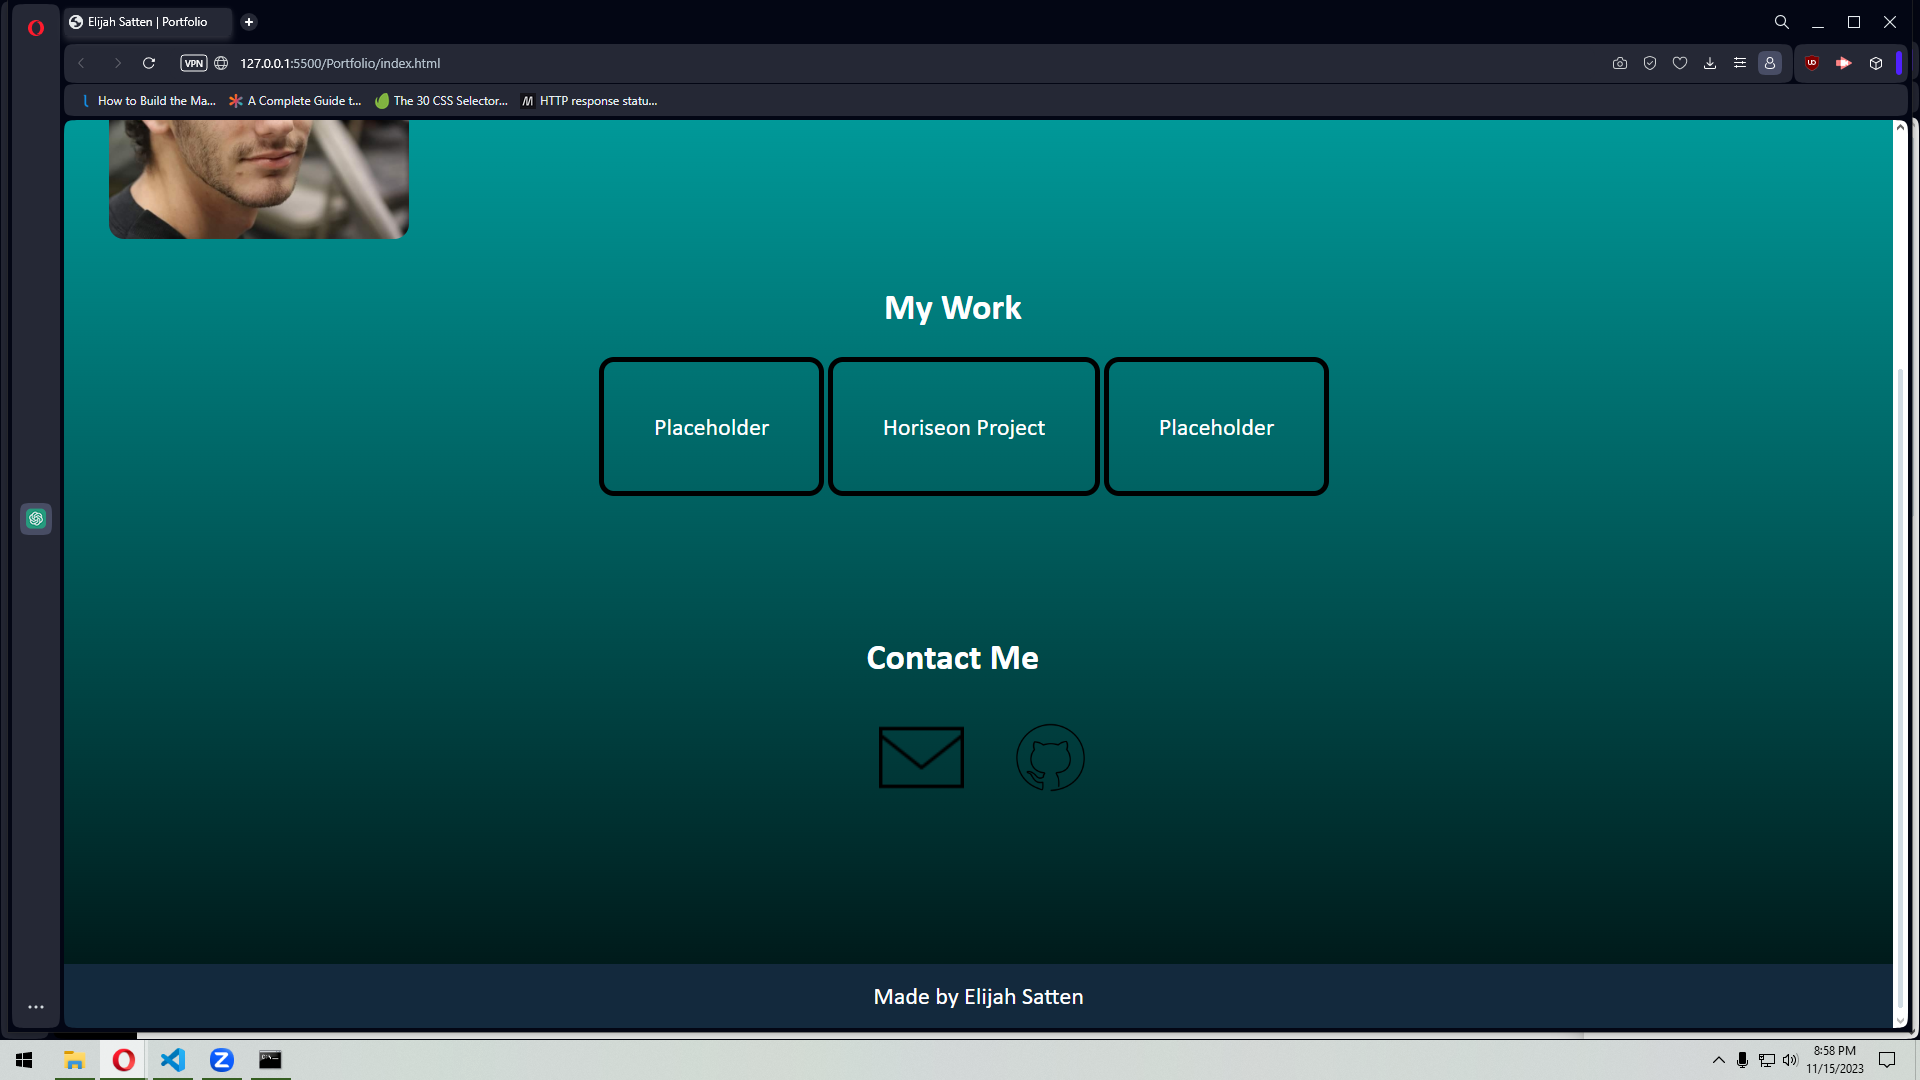 Elijah Satten | Portfolio
VPN
127.0.0.1:5500/Portfolio/index.html
How to Build the Ma...
A Complete Guide t...
The 30 CSS Selector...
HTTP response statu...
My Work
Placeholder
Horiseon Project
Placeholder
Contact Me
Made by Elijah Satten
8:58 PM
11/15/2023